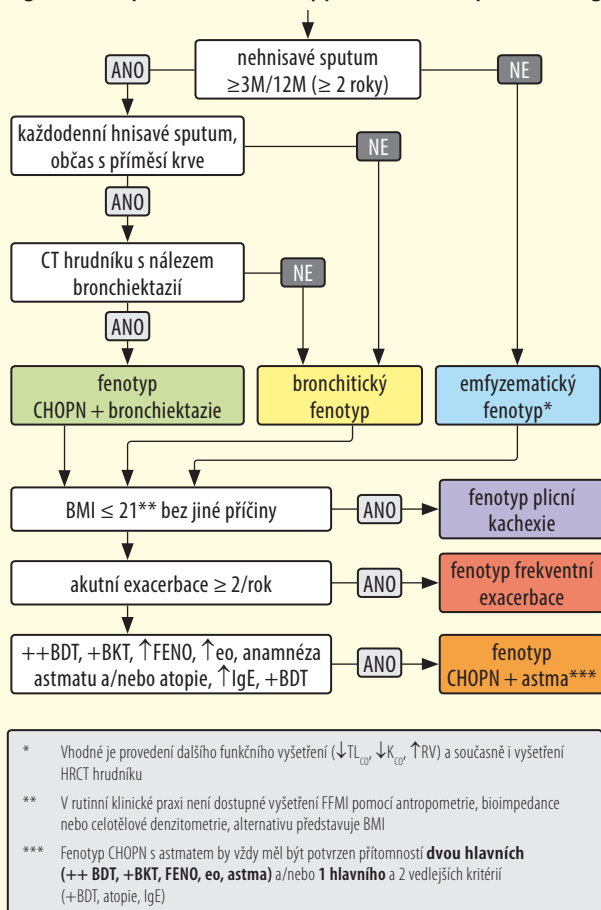 nehnisavé sputum
≥3M/12M (≥ 2 roky)
ANO
NE
každodenní hnisavé sputum,
občas s příměsí krve
NE
ANO
CT hrudníku s nálezem
bronchiektazií
NE
ANO
fenotyp
CHOPN + bronchiektazie
bronchitický
fenotyp
emfyzematický
fenotyp*
BMI ≤ 21** bez jiné příčiny
ANO
fenotyp plicní
kachexie
akutní exacerbace ≥ 2/rok
ANO
fenotyp frekventní
exacerbace
++BDT, +BKT, ↑FENO, ↑eo, anamnéza
astmatu a/nebo atopie, ↑IgE, +BDT
ANO
fenotyp
CHOPN + astma***
* Vhodné je provedení dalšího funkčního vyšetření (↓TLCO, ↓KCO, ↑RV) a současně i vyšetření
HRCT hrudníku
** V rutinní klinické praxi není dostupné vyšetření FFMI pomocí antropometrie, bioimpedance
nebo celotělové denzitometrie, alternativu představuje BMI
*** Fenotyp CHOPN s astmatem by vždy měl být potvrzen přítomností dvou hlavních
(++ BDT, +BKT, FENO, eo, astma) a/nebo 1 hlavního a 2 vedlejších kritérií
(+BDT, atopie, IgE)